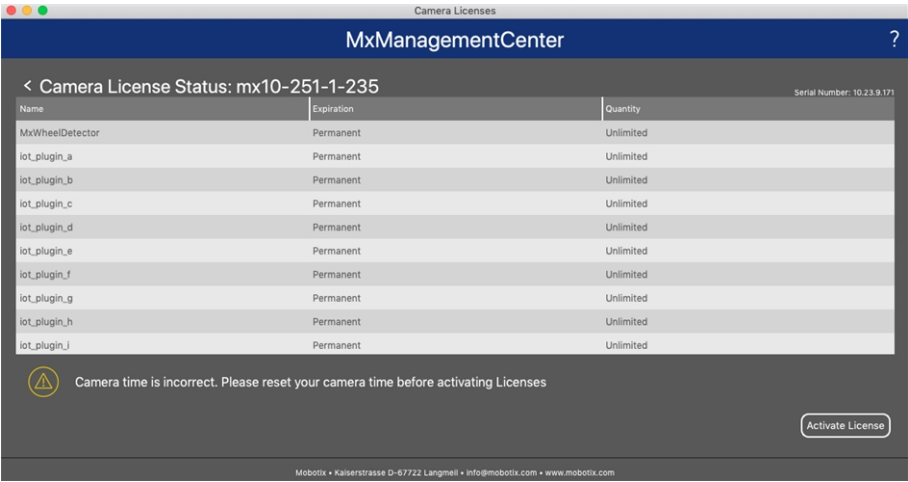 Camera Licenses
MxManagementCenter ?
< Camera License Status: mx10-251-1-235
Serial Number: 10.23.9.171
Name Expiration Quantity
MxWheelDetector Permanent Unlimited
iot_plugin_a Permanent Unlimited
iot_plugin_b Permanent Unlimited
iot_plugin_c Permanent Unlimited
iot_plugin_d Permanent Unlimited
iot_plugin_e Permanent Unlimited
iot_plugin_f Permanent Unlimited
iot_plugin_g Permanent Unlimited
iot_plugin_h Permanent Unlimited
iot_plugin_i Permanent Unlimited
Camera time is incorrect. Please reset your camera time before activating Licenses
Activate License
Mobotix • Kaiserstrasse D-67722 Langmeil • info@mobotix.com • www.mobotix.com